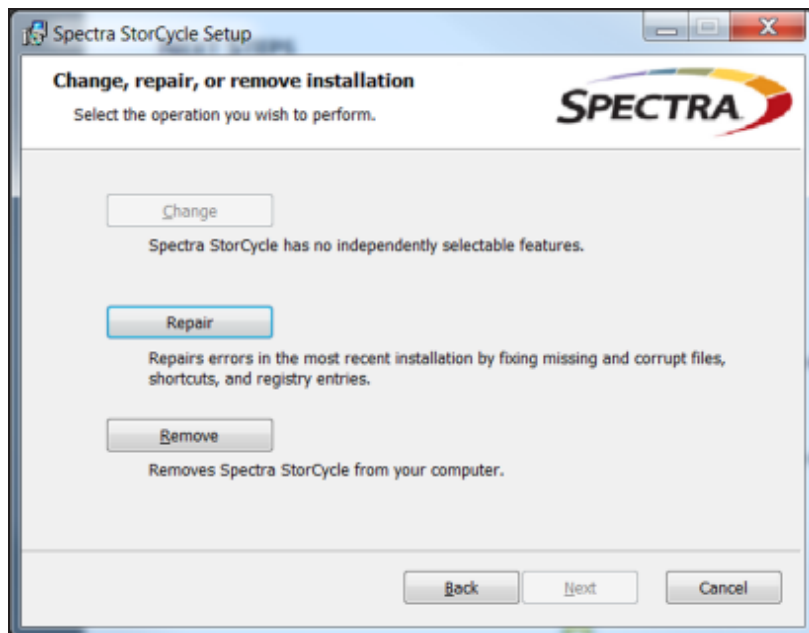 Spectra StorCycle Setup
Change, repair, or remove installation
Select the operation you wish to perform.
SPECTRA
Change
Spectra StorCycle has no independently selectable features.
Repair
Repairs errors in the most recent installation by fixing missing and corrupt files,
shortcuts, and registry entries.
Remove
Removes Spectra StorCycle from your computer.
Back
Next
Cancel